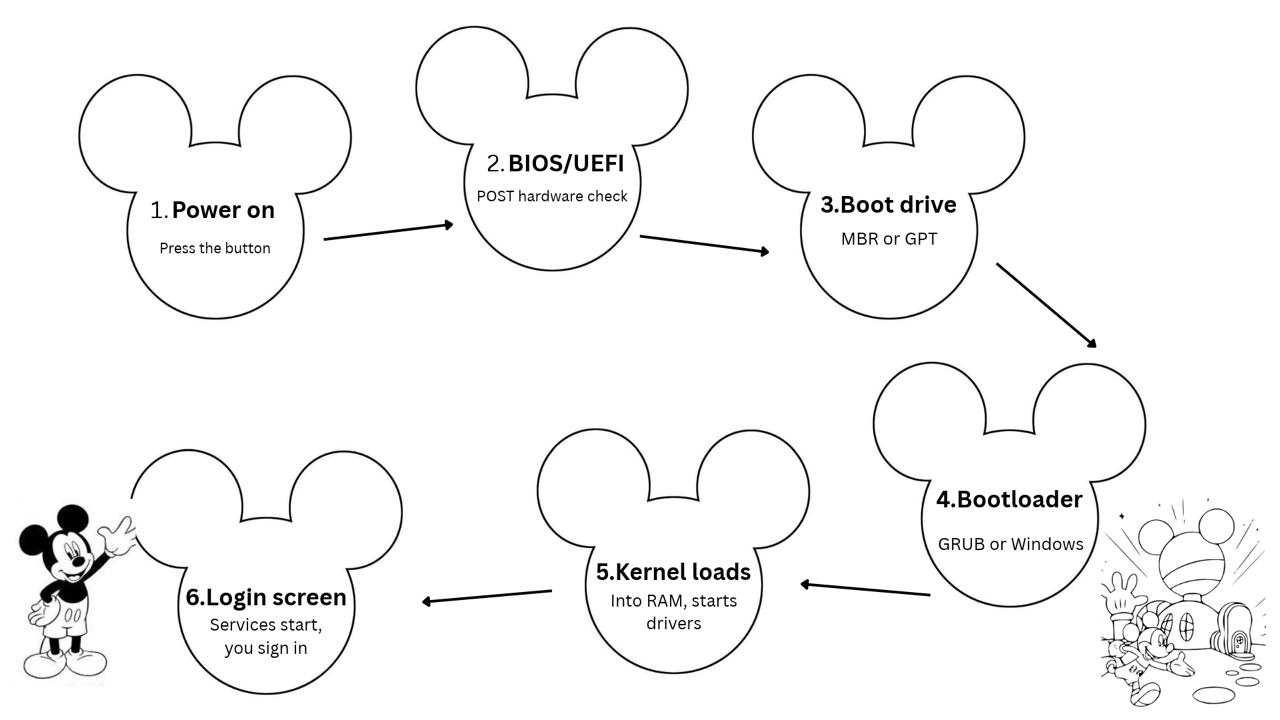 1. Power on
Press the button
2. BIOS/UEFI
POST hardware check
3.Boot drive
MBR or GPT
4.Bootloader
GRUB or Windows
5.Kernel loads
Into RAM, starts
drivers
6.Login screen
Services start,
you sign in